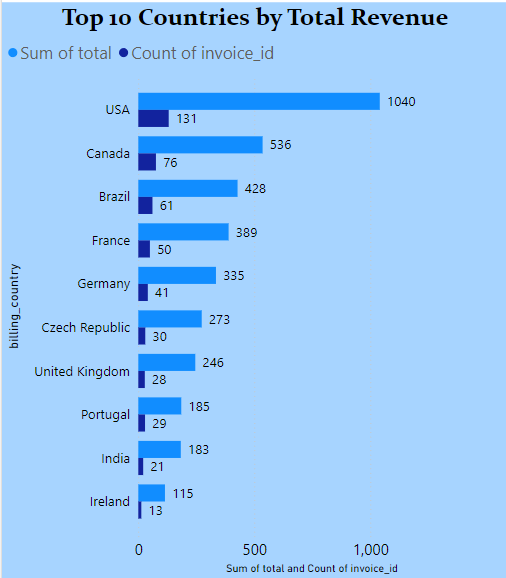 Top 10 Countries by Total Revenue
Sum of total Count of invoice_id
USA 1040
131
Canada 536
76
Brazil 428
61
France 389
50
Germany 335
41
Czech Republic 273
30
United Kingdom 246
28
Portugal 185
29
India 183
21
Ireland 115
13
billing_country
0 500 1,000
Sum of total and Count of invoice_id